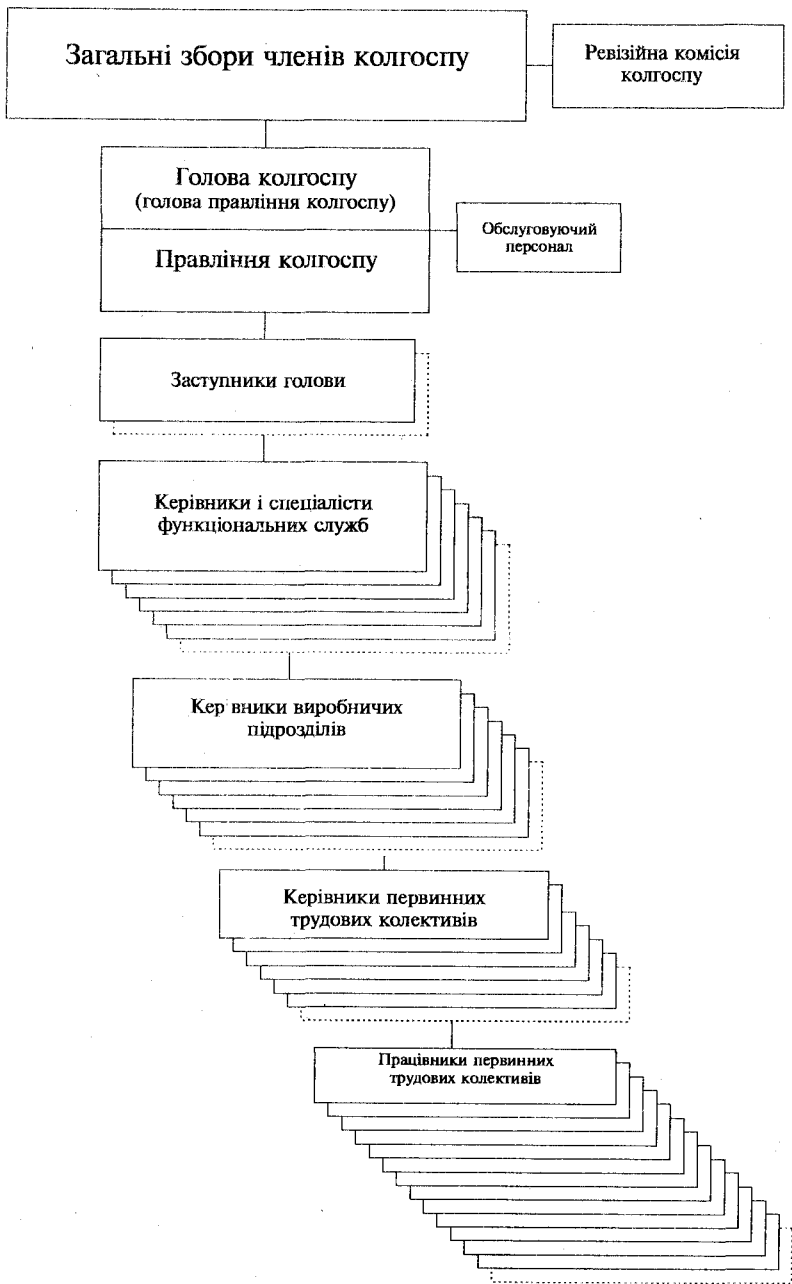 Загальні збори членів колгоспу
Ревізійна комісія
колгоспу
Голова колгоспу
(голова правління колгоспу)
Обслуговуючий
персонал
Правління колгоспу
Заступники голови
Керівники і спеціалісти
функціональних служб
Кер вники виробничих
підрозділів
Керівники первинних
трудових колективів
Працівники первинних
трудових колективів